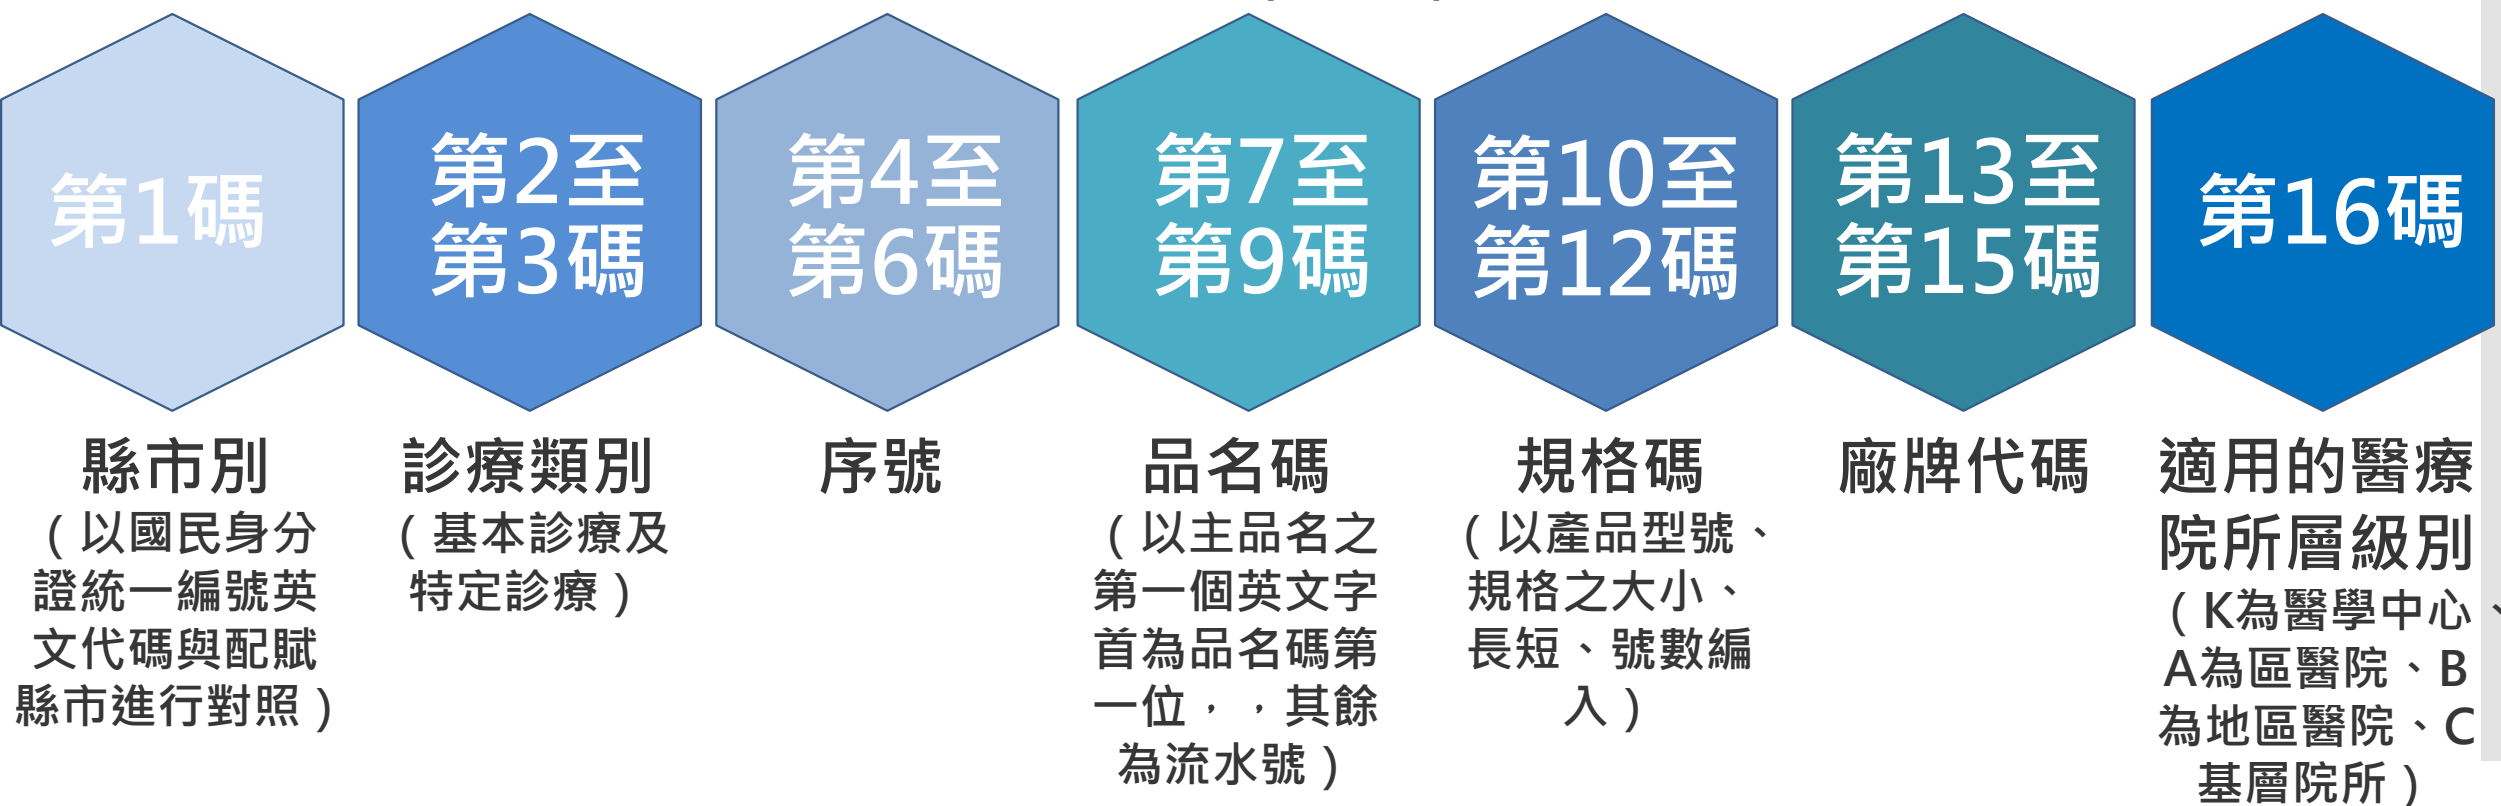 第1碼
第2至
第3碼
第4至
第6碼
第7至
第9碼
第10至
第12碼
第13至
第15碼
第16碼
縣市別
(以國民身分
證統一編號英
文代碼與戰聯
縣市進行對照)
診療類別
(基本診療及
特定診療)
序號
品名碼
(以主品名之
第一個英文字
首為品名碼第
一位，，其餘
為流水號)
規格碼
(以產品型號、
規格之大小、
長短、號數編
入)
廠牌代碼
適用的醫療
院所層級別
(K為醫學中心、
A為區醫院、B
為地區醫院、C
基層院所)